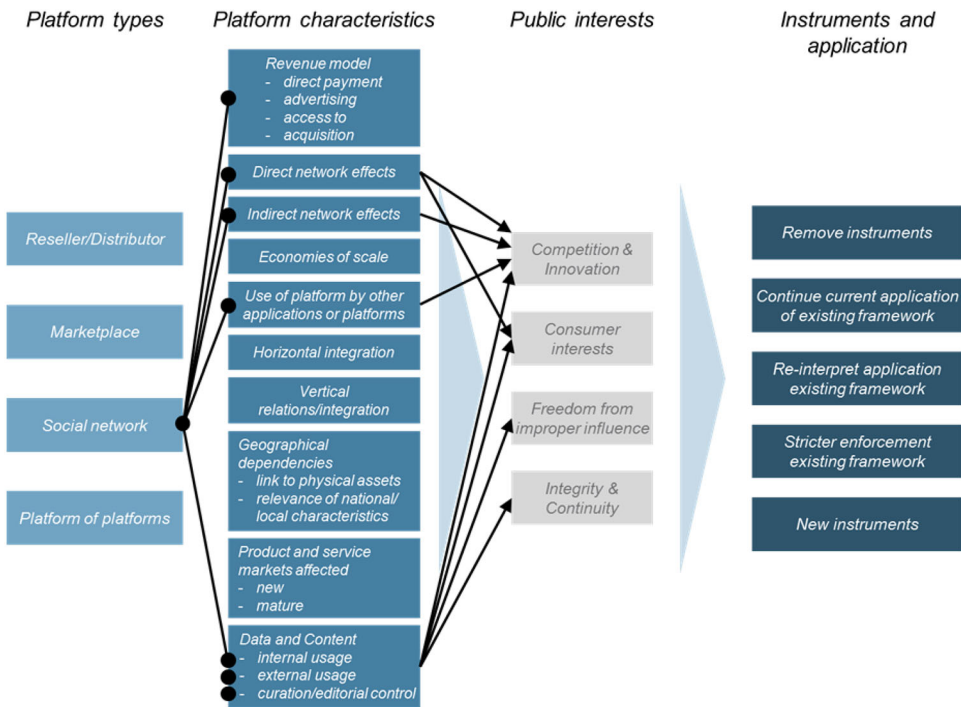 Platform types
Platform characteristics
Public interests
Instruments and
application
Reseller/Distributor
Marketplace
Social network
Platform of platforms
Revenue model
- direct payment
- advertising
- access to
- acquisition
Direct network effects
Indirect network effects
Economies of scale
Use of platform by other
applications or platforms
Horizontal integration
Vertical
relations/integration
Geographical
dependencies
- link to physical assets
- relevance of national/
local characteristics
Product and service
markets affected
- new
- mature
Data and Content
- internal usage
- external usage
- curation/editorial control
Competition &
Innovation
Consumer
interests
Freedom from
improper influence
Integrity &
Continuity
Remove instruments
Continue current application
of existing framework
Re-interpret application
existing framework
Stricter enforcement
existing framework
New instruments